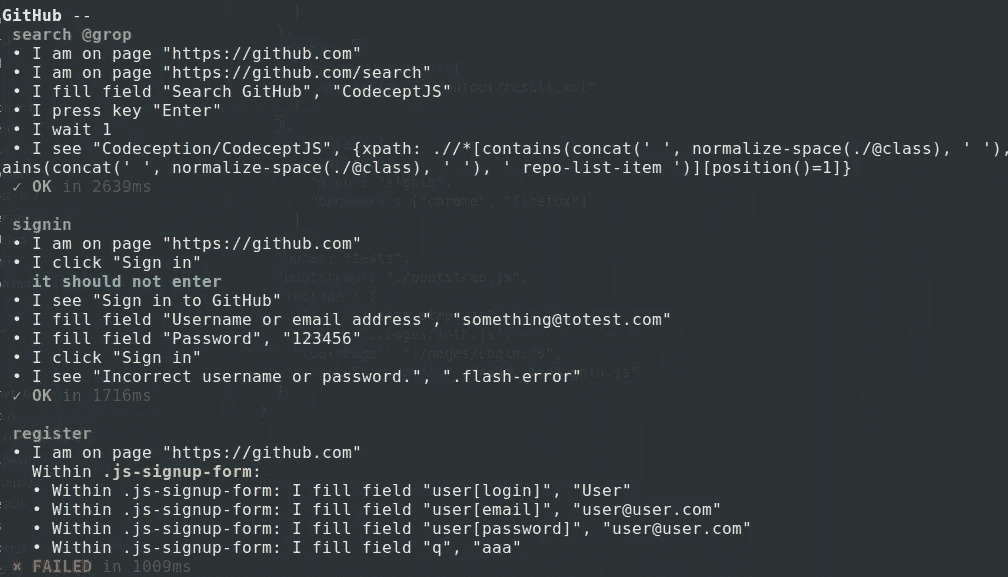 GitHub --
search @grop
• I am on page "https://github.com"
• I am on page "https://github.com/search"
• I fill field "Search GitHub", "CodeceptJS"
• I press key "Enter"
• I wait 1
• I see "Codeception/CodeceptJS", {xpath: .//*[contains(concat(' ', normalize-space(./@class), ' '),
ains(concat(' ', normalize-space(./@class), ' '), ' repo-list-item ')][position()=1]}
✓ OK in 2639ms
signin
• I am on page "https://github.com"
• I click "Sign in"
it should not enter
• I see "Sign in to GitHub"
• I fill field "Username or email address", "something@totest.com"
• I fill field "Password", "123456"
• I click "Sign in"
• I see "Incorrect username or password.", ".flash-error"
✓ OK in 1716ms
register
• I am on page "https://github.com"
Within .js-signup-form:
• Within .js-signup-form: I fill field "user[login]", "User"
• Within .js-signup-form: I fill field "user[email]", "user@user.com"
• Within .js-signup-form: I fill field "user[password]", "user@user.com"
• Within .js-signup-form: I fill field "q", "aaa"
✖ FAILED in 1009ms